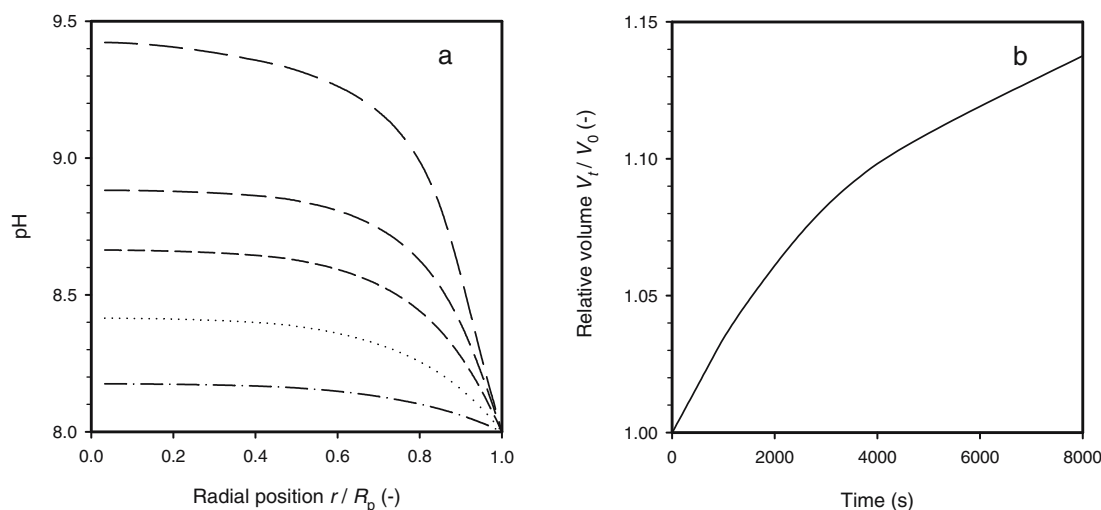 a
9.5
9.0
8.5
8.0
pH
0.0 0.2 0.4 0.6 0.8 1.0
Radial position r / Rp (-)
b
1.15
1.10
1.05
1.00
Relative volume Vt / V0 (-)
0 2000 4000 6000 8000
Time (s)